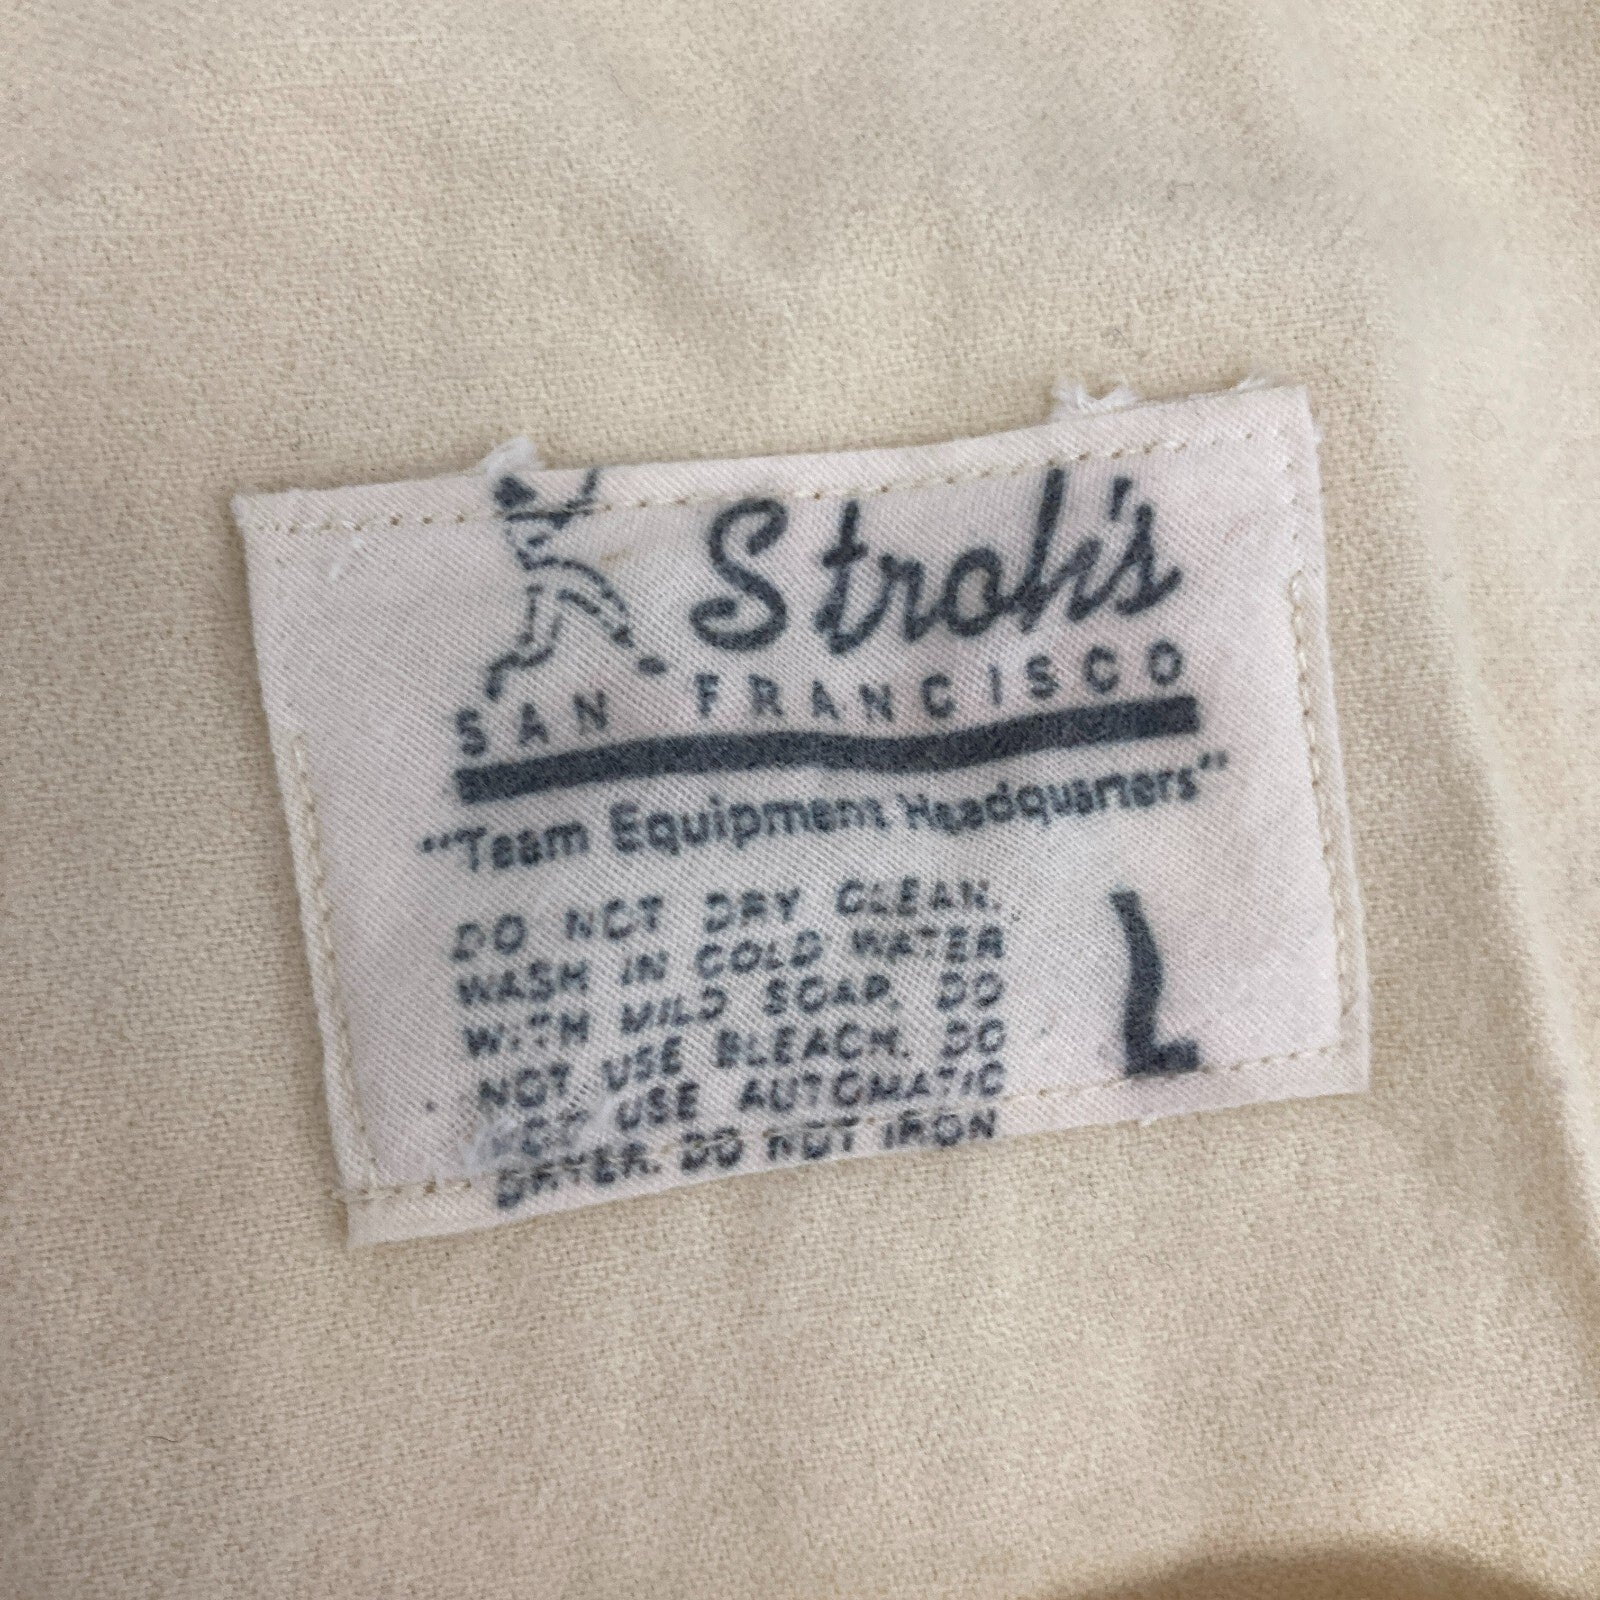 Stroh's
SAN FRANCISCO
"Team Equipment Headquarters"
DO NOT DRY CLEAN.
WASH IN COLD WATER
WITH MILD SOAP. DO
NOT USE BLEACH. DO
NOT USE AUTOMATIC
DRYER. DO NOT IRON
L